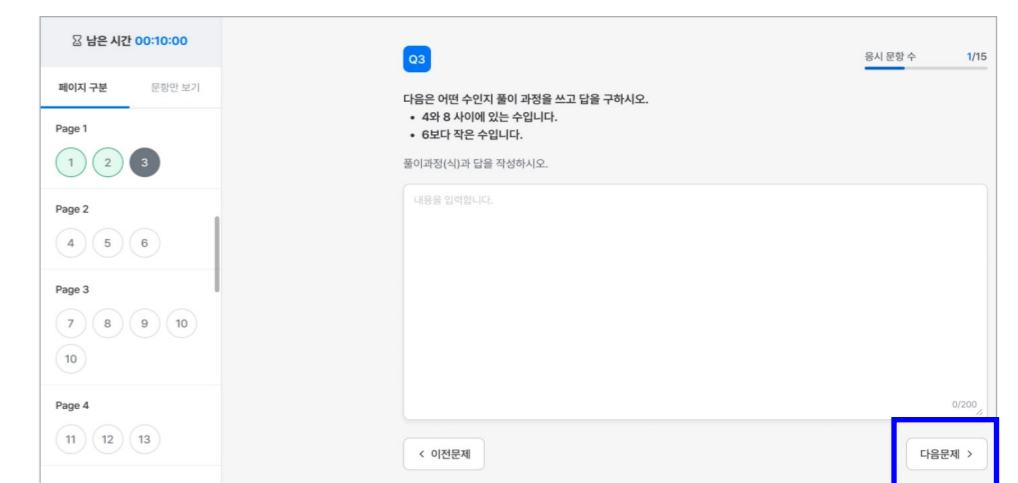 남은 시간 00:10:00
페이지 구분 문항만 보기
Page 1
1 2 3
Page 2
4 5 6
Page 3
7 8 9 10
10
Page 4
11 12 13
Q3
응시 문항 수 1/15
다음은 어떤 수인지 풀이 과정을 쓰고 답을 구하시오.
• 4와 8 사이에 있는 수입니다.
• 6보다 작은 수입니다.
풀이과정(식)과 답을 작성하시오.
내용을 입력합니다.
0/200
< 이전문제
다음문제 >